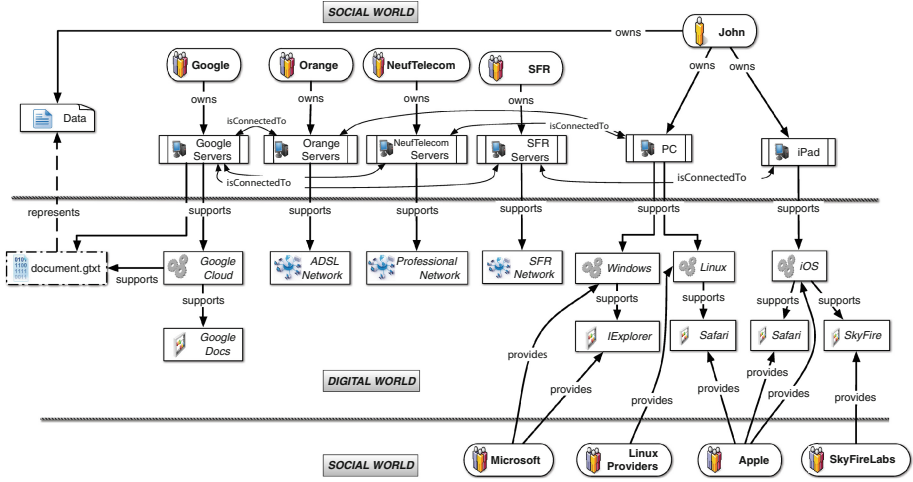 SOCIAL WORLD
owns
John
Google
Orange
NeufTelecom
SFR
owns
owns
owns
owns
owns
owns
Data
isConnectedTo
isConnectedTo
Google
Servers
Orange
Servers
NeufTelecom
Servers
SFR
Servers
PC
iPad
isConnectedTo
isConnectedTo
represents
supports
supports
supports
supports
supports
supports
document.gtxt
supports
Google
Cloud
ADSL
Network
Professional
Network
SFR
Network
Windows
Linux
iOS
supports
supports
supports
supports
supports
Google
Docs
IExplorer
Safari
Safari
SkyFire
provides
provides
provides
provides
provides
provides
provides
DIGITAL WORLD
SOCIAL WORLD
Microsoft
Linux
Providers
Apple
SkyFireLabs